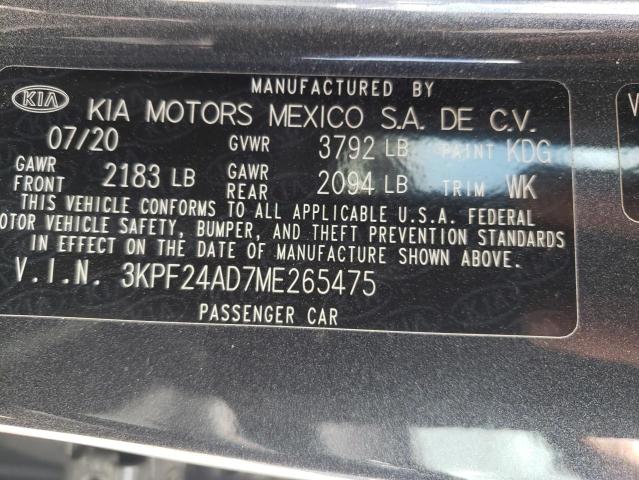 MANUFACTURED BY
KIA KIA MOTORS MEXICO S.A. DE C.V.
07/20 GVWR 3792 LB PAINT KDG
GAWR FRONT 2183 LB GAWR REAR 2094 LB TRIM WK
THIS VEHICLE CONFORMS TO ALL APPLICABLE U.S.A. FEDERAL
OTOR VEHICLE SAFETY, BUMPER, AND THEFT PREVENTION STANDARDS
IN EFFECT ON THE DATE OF MANUFACTURE SHOWN ABOVE.
V.I.N. 3KPF24AD7ME265475
PASSENGER CAR
V